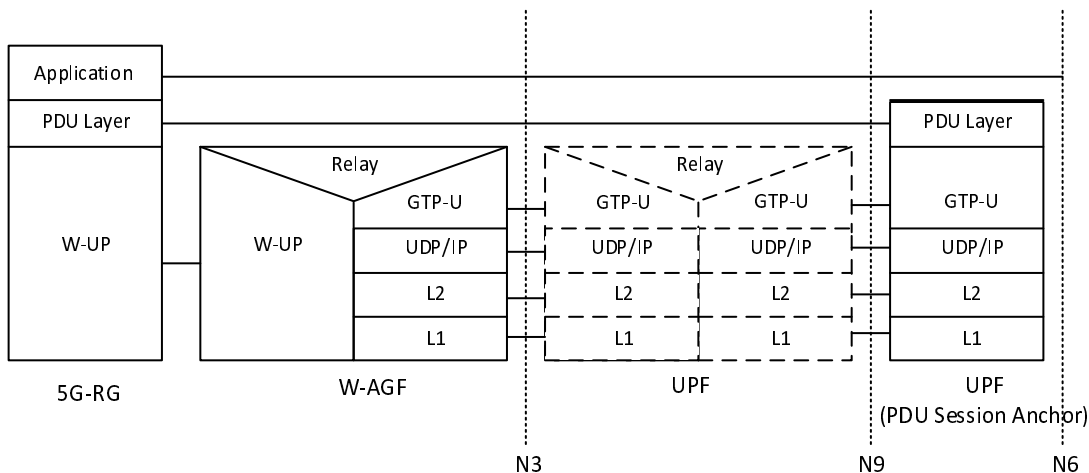 Application
PDU Layer
PDU Layer
Relay
Relay
GTP-U
GTP-U
GTP-U
GTP-U
W-UP
W-UP
UDP/IP
UDP/IP
UDP/IP
UDP/IP
L2
L2
L2
L2
L1
L1
L1
L1
5G-RG
W-AGF
UPF
UPF
(PDU Session Anchor)
N3
N9
N6